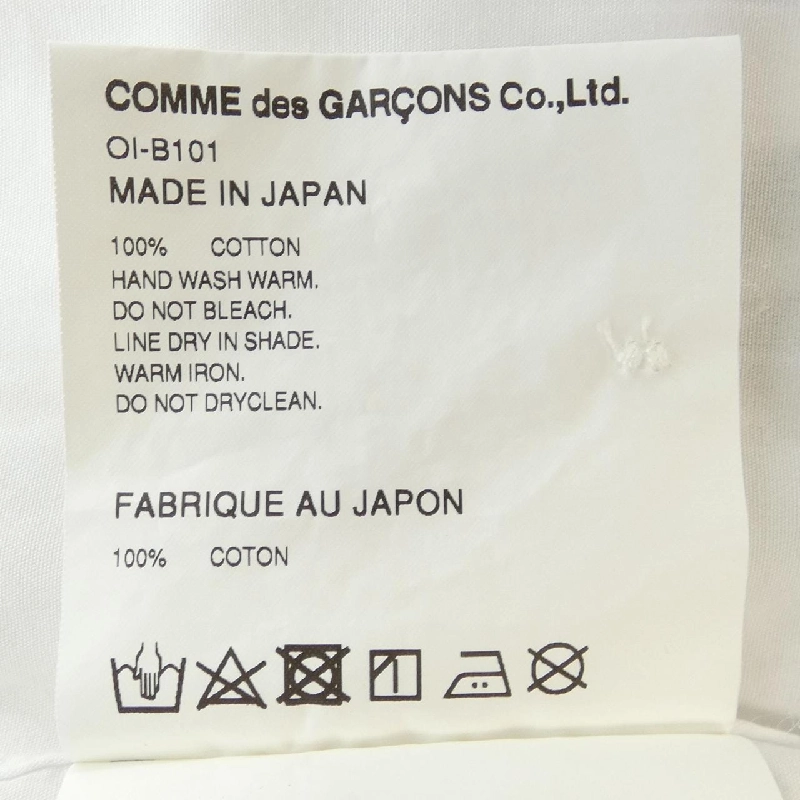 COMME des GARÇONS Co.,Ltd.
OI-B101
MADE IN JAPAN
100% COTTON
HAND WASH WARM.
DO NOT BLEACH.
LINE DRY IN SHADE.
WARM IRON.
DO NOT DRYCLEAN.
FABRIQUE AU JAPON
100% COTON